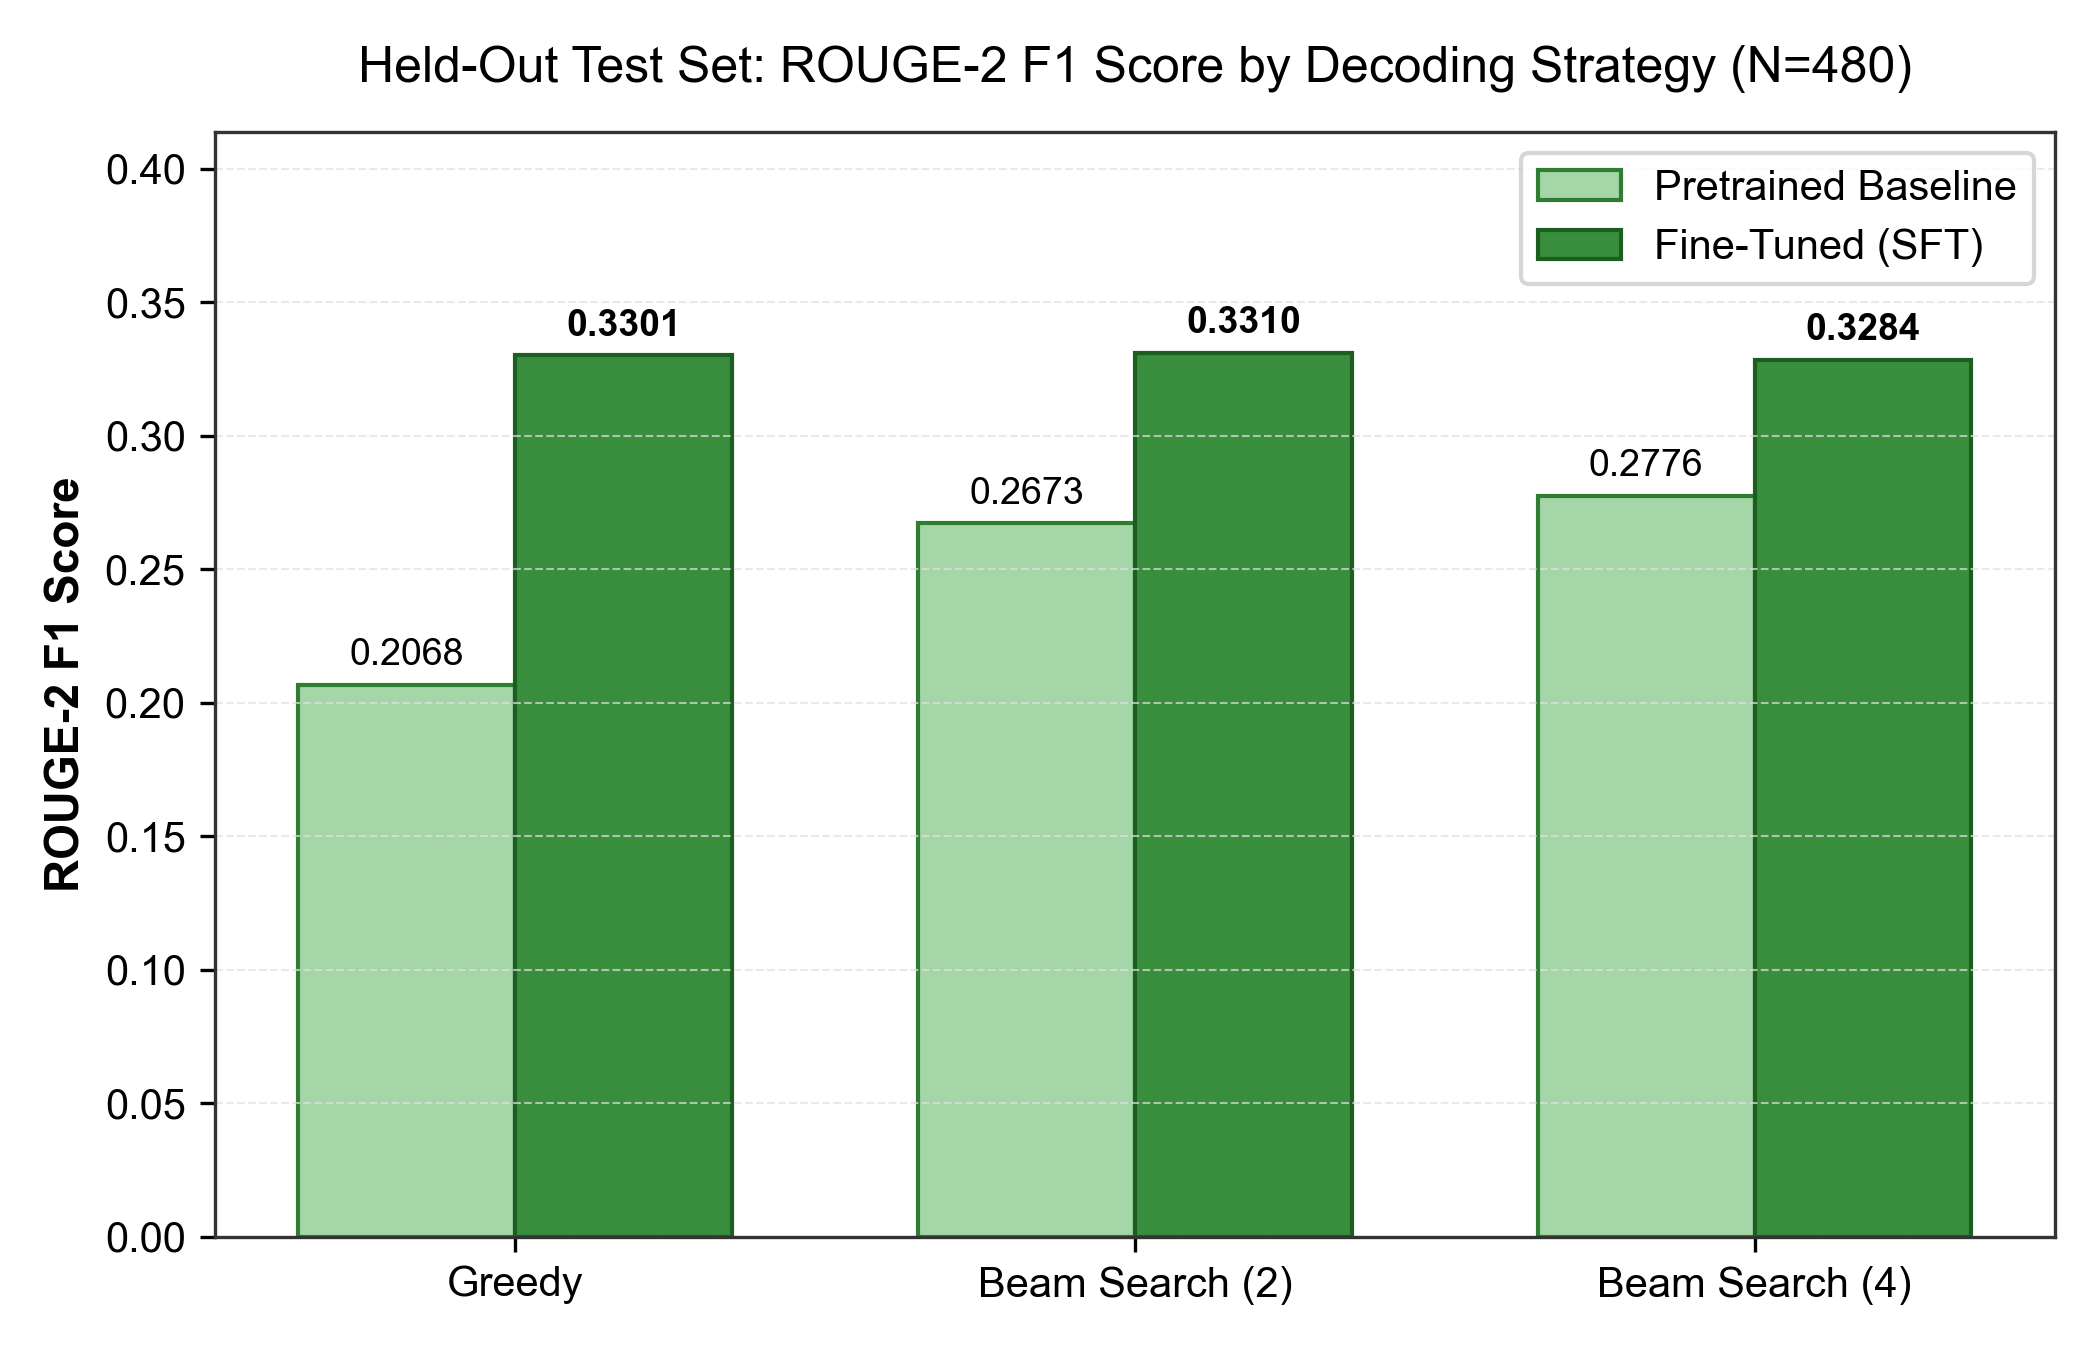 Held-Out Test Set: ROUGE-2 F1 Score by Decoding Strategy (N=480)
Pretrained Baseline
Fine-Tuned (SFT)
ROUGE-2 F1 Score
0.40
0.35
0.30
0.25
0.20
0.15
0.10
0.05
0.00
0.2068
0.3301
0.2673
0.3310
0.2776
0.3284
Greedy
Beam Search (2)
Beam Search (4)